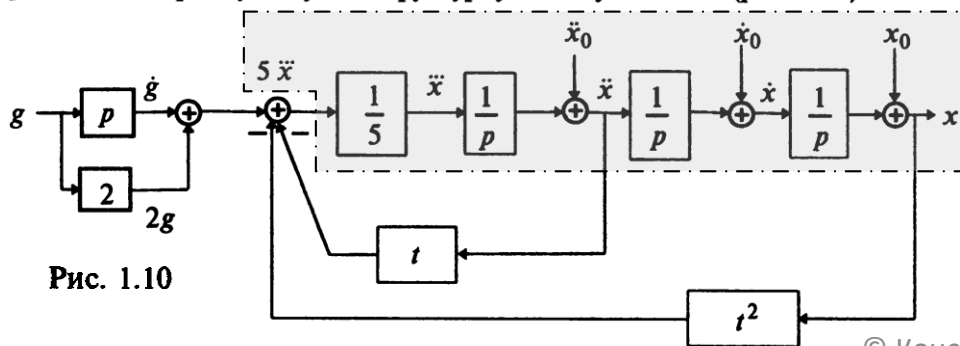 ẍ₀ ẋ₀ x₀
5 x⃛
g p ġ + + 1/5 x⃛ 1/p + ẍ 1/p + ẋ 1/p + x
2
2g
t
Рис. 1.10
t²